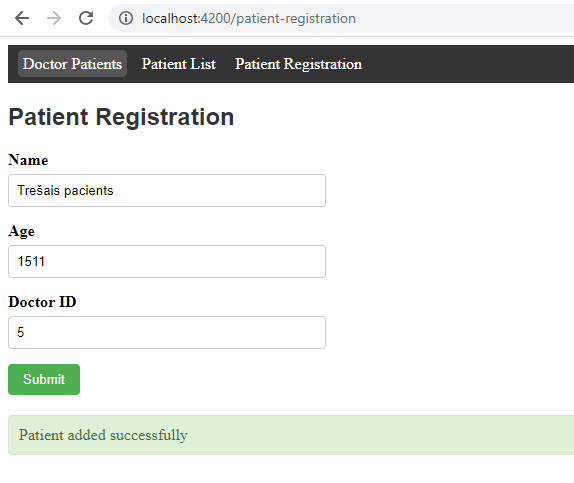 localhost:4200/patient-registration
Doctor Patients Patient List Patient Registration
Patient Registration
Name
Trešais pacients
Age
1511
Doctor ID
5
Submit
Patient added successfully